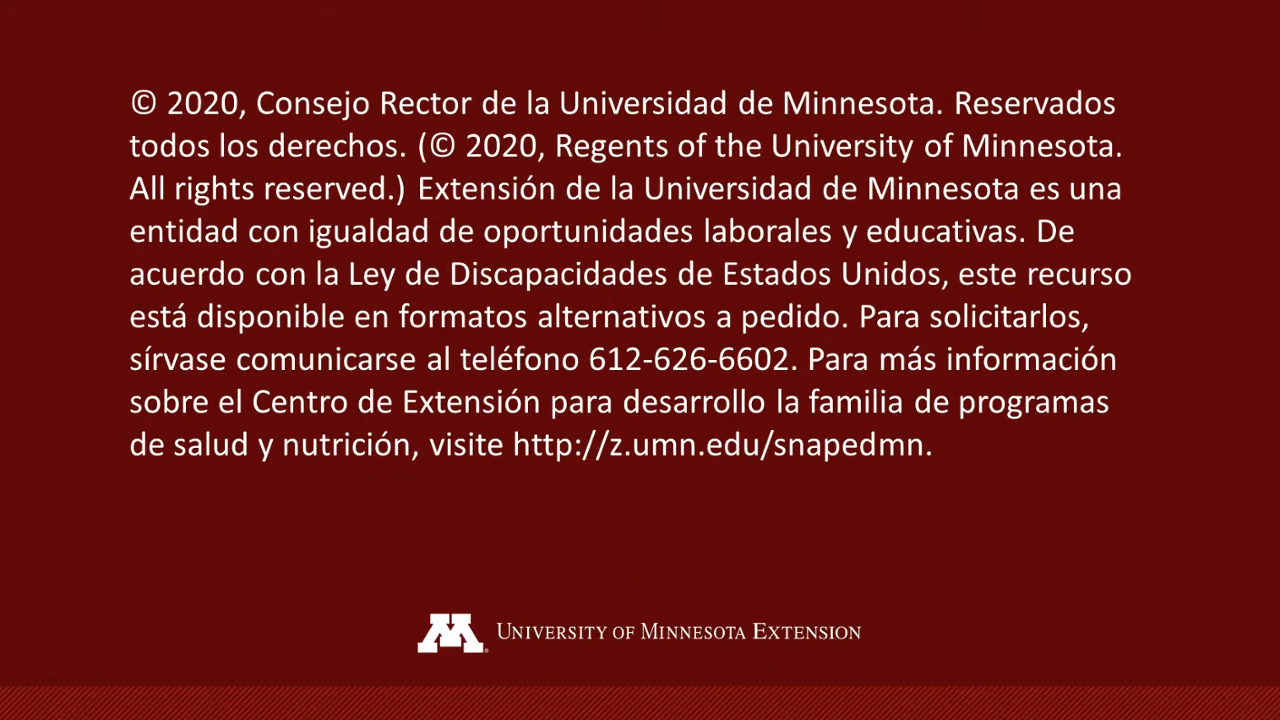 © 2020, Consejo Rector de la Universidad de Minnesota. Reservados
todos los derechos. (© 2020, Regents of the University of Minnesota.
All rights reserved.) Extensión de la Universidad de Minnesota es una
entidad con igualdad de oportunidades laborales y educativas. De
acuerdo con la Ley de Discapacidades de Estados Unidos, este recurso
está disponible en formatos alternativos a pedido. Para solicitarlos,
sírvase comunicarse al teléfono 612-626-6602. Para más información
sobre el Centro de Extensión para desarrollo la familia de programas
de salud y nutrición, visite http://z.umn.edu/snapedmn.
M UNIVERSITY OF MINNESOTA EXTENSION